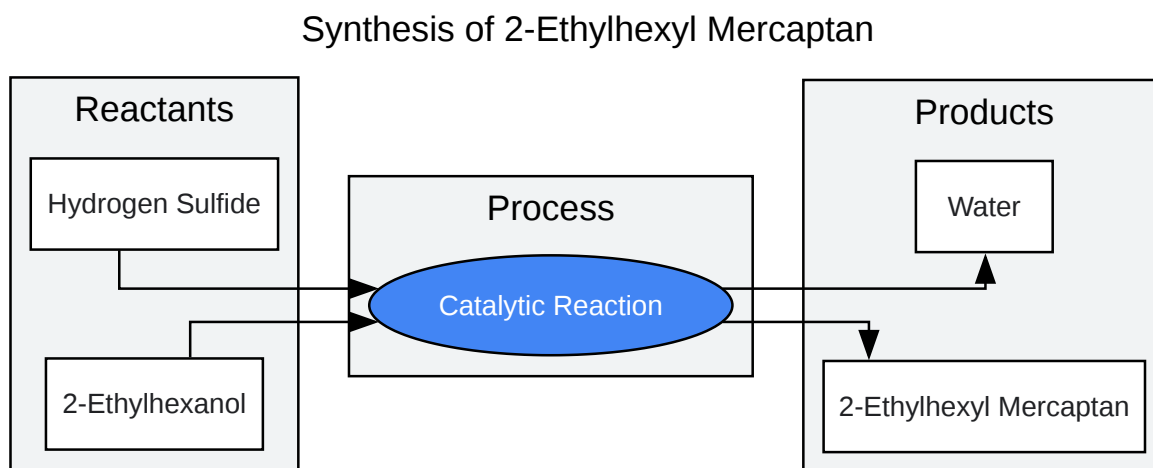 Synthesis of 2-Ethylhexyl Mercaptan
Reactants
Hydrogen Sulfide
2-Ethylhexanol
Process
Catalytic Reaction
Products
Water
2-Ethylhexyl Mercaptan